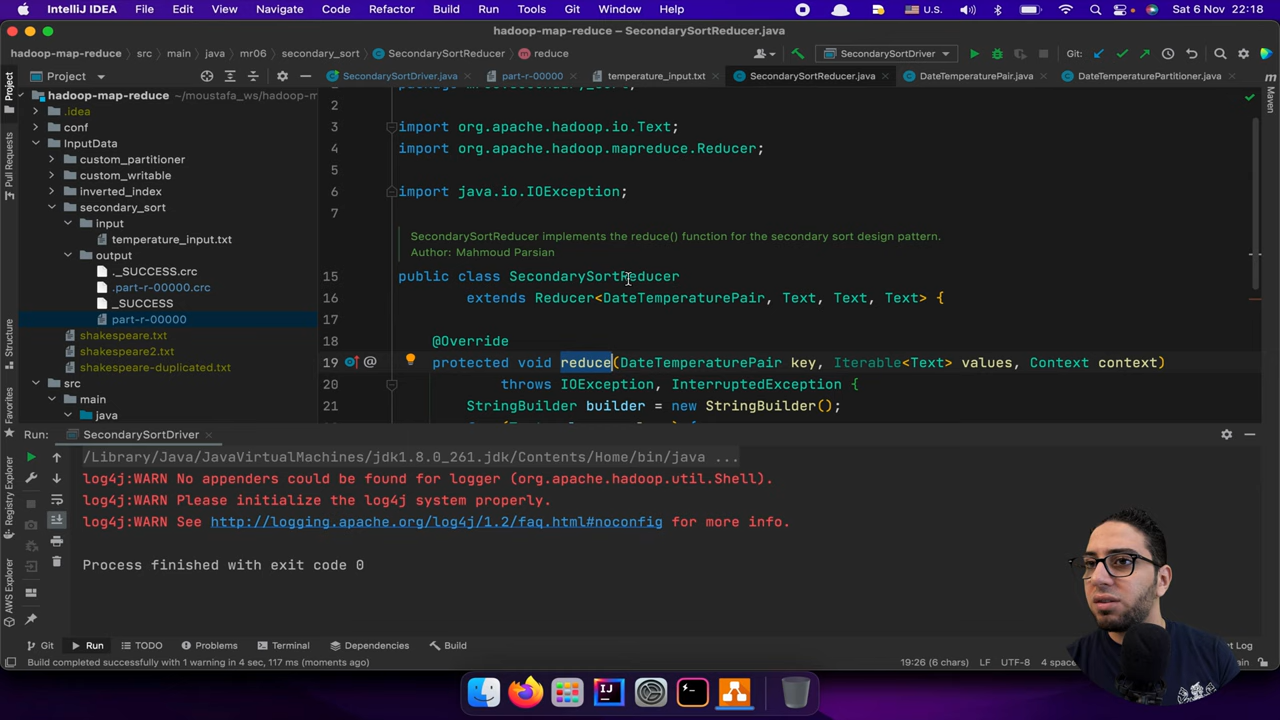 IntelliJ IDEA File Edit View Navigate Code Refactor Build Run Tools Git Window Help U.S. Sat 6 Nov 22:18
hadoop-map-reduce – SecondarySortReducer.java
hadoop-map-reduce src main java mr06 secondary_sort SecondarySortReducer reduce SecondarySortDriver Git:
Project SecondarySortDriver.java part-r-00000 temperature_input.txt SecondarySortReducer.java DateTemperaturePair.java DateTemperaturePartitioner.java
Project
Pull Requests
Structure
Favorites
Registry Explorer
AWS Explorer
hadoop-map-reduce ~/moustafa_ws/hadoop-m
.idea
conf
InputData
custom_partitioner
custom_writable
inverted_index
secondary_sort
input
temperature_input.txt
output
._SUCCESS.crc
.part-r-00000.crc
_SUCCESS
part-r-00000
shakespeare.txt
shakespeare2.txt
shakespeare-duplicated.txt
src
main
java
2
3 import org.apache.hadoop.io.Text;
4 import org.apache.hadoop.mapreduce.Reducer;
5
6 import java.io.IOException;
7
SecondarySortReducer implements the reduce() function for the secondary sort design pattern.
Author: Mahmoud Parsian
15 public class SecondarySortReducer
16 extends Reducer<DateTemperaturePair, Text, Text, Text> {
17
18 @Override
19 @ protected void reduce(DateTemperaturePair key, Iterable<Text> values, Context context)
20 throws IOException, InterruptedException {
21 StringBuilder builder = new StringBuilder();
Maven
Run: SecondarySortDriver
/Library/Java/JavaVirtualMachines/jdk1.8.0_261.jdk/Contents/Home/bin/java ...
log4j:WARN No appenders could be found for logger (org.apache.hadoop.util.Shell).
log4j:WARN Please initialize the log4j system properly.
log4j:WARN See http://logging.apache.org/log4j/1.2/faq.html#noconfig for more info.
Process finished with exit code 0
Git Run TODO Problems Terminal Dependencies Build Log
Build completed successfully with 1 warning in 4 sec, 117 ms (moments ago) 19:26 (6 chars) LF UTF-8 4